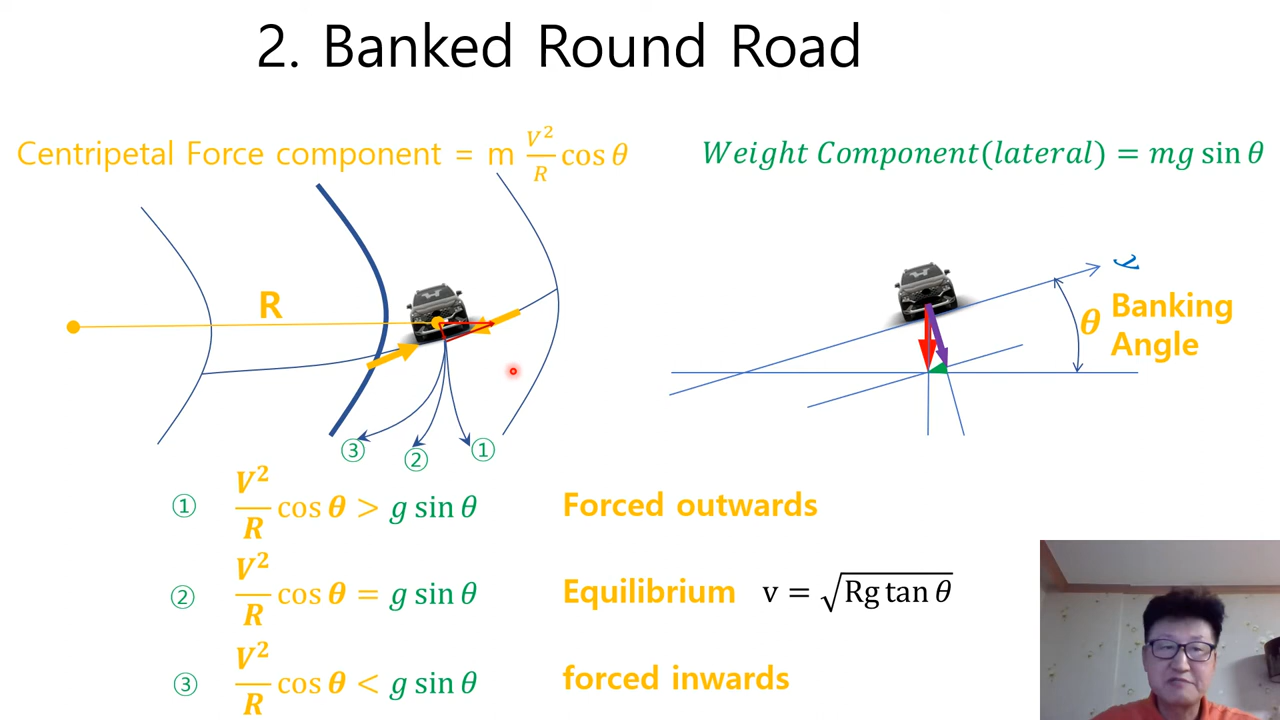 2. Banked Round Road
Centripetal Force component = m V²/R cos θ
Weight Component(lateral) = mg sin θ
R
y
θ Banking
Angle
③
②
①
① V²/R cos θ > g sin θ Forced outwards
② V²/R cos θ = g sin θ Equilibrium v = √(Rg tan θ)
③ V²/R cos θ < g sin θ forced inwards